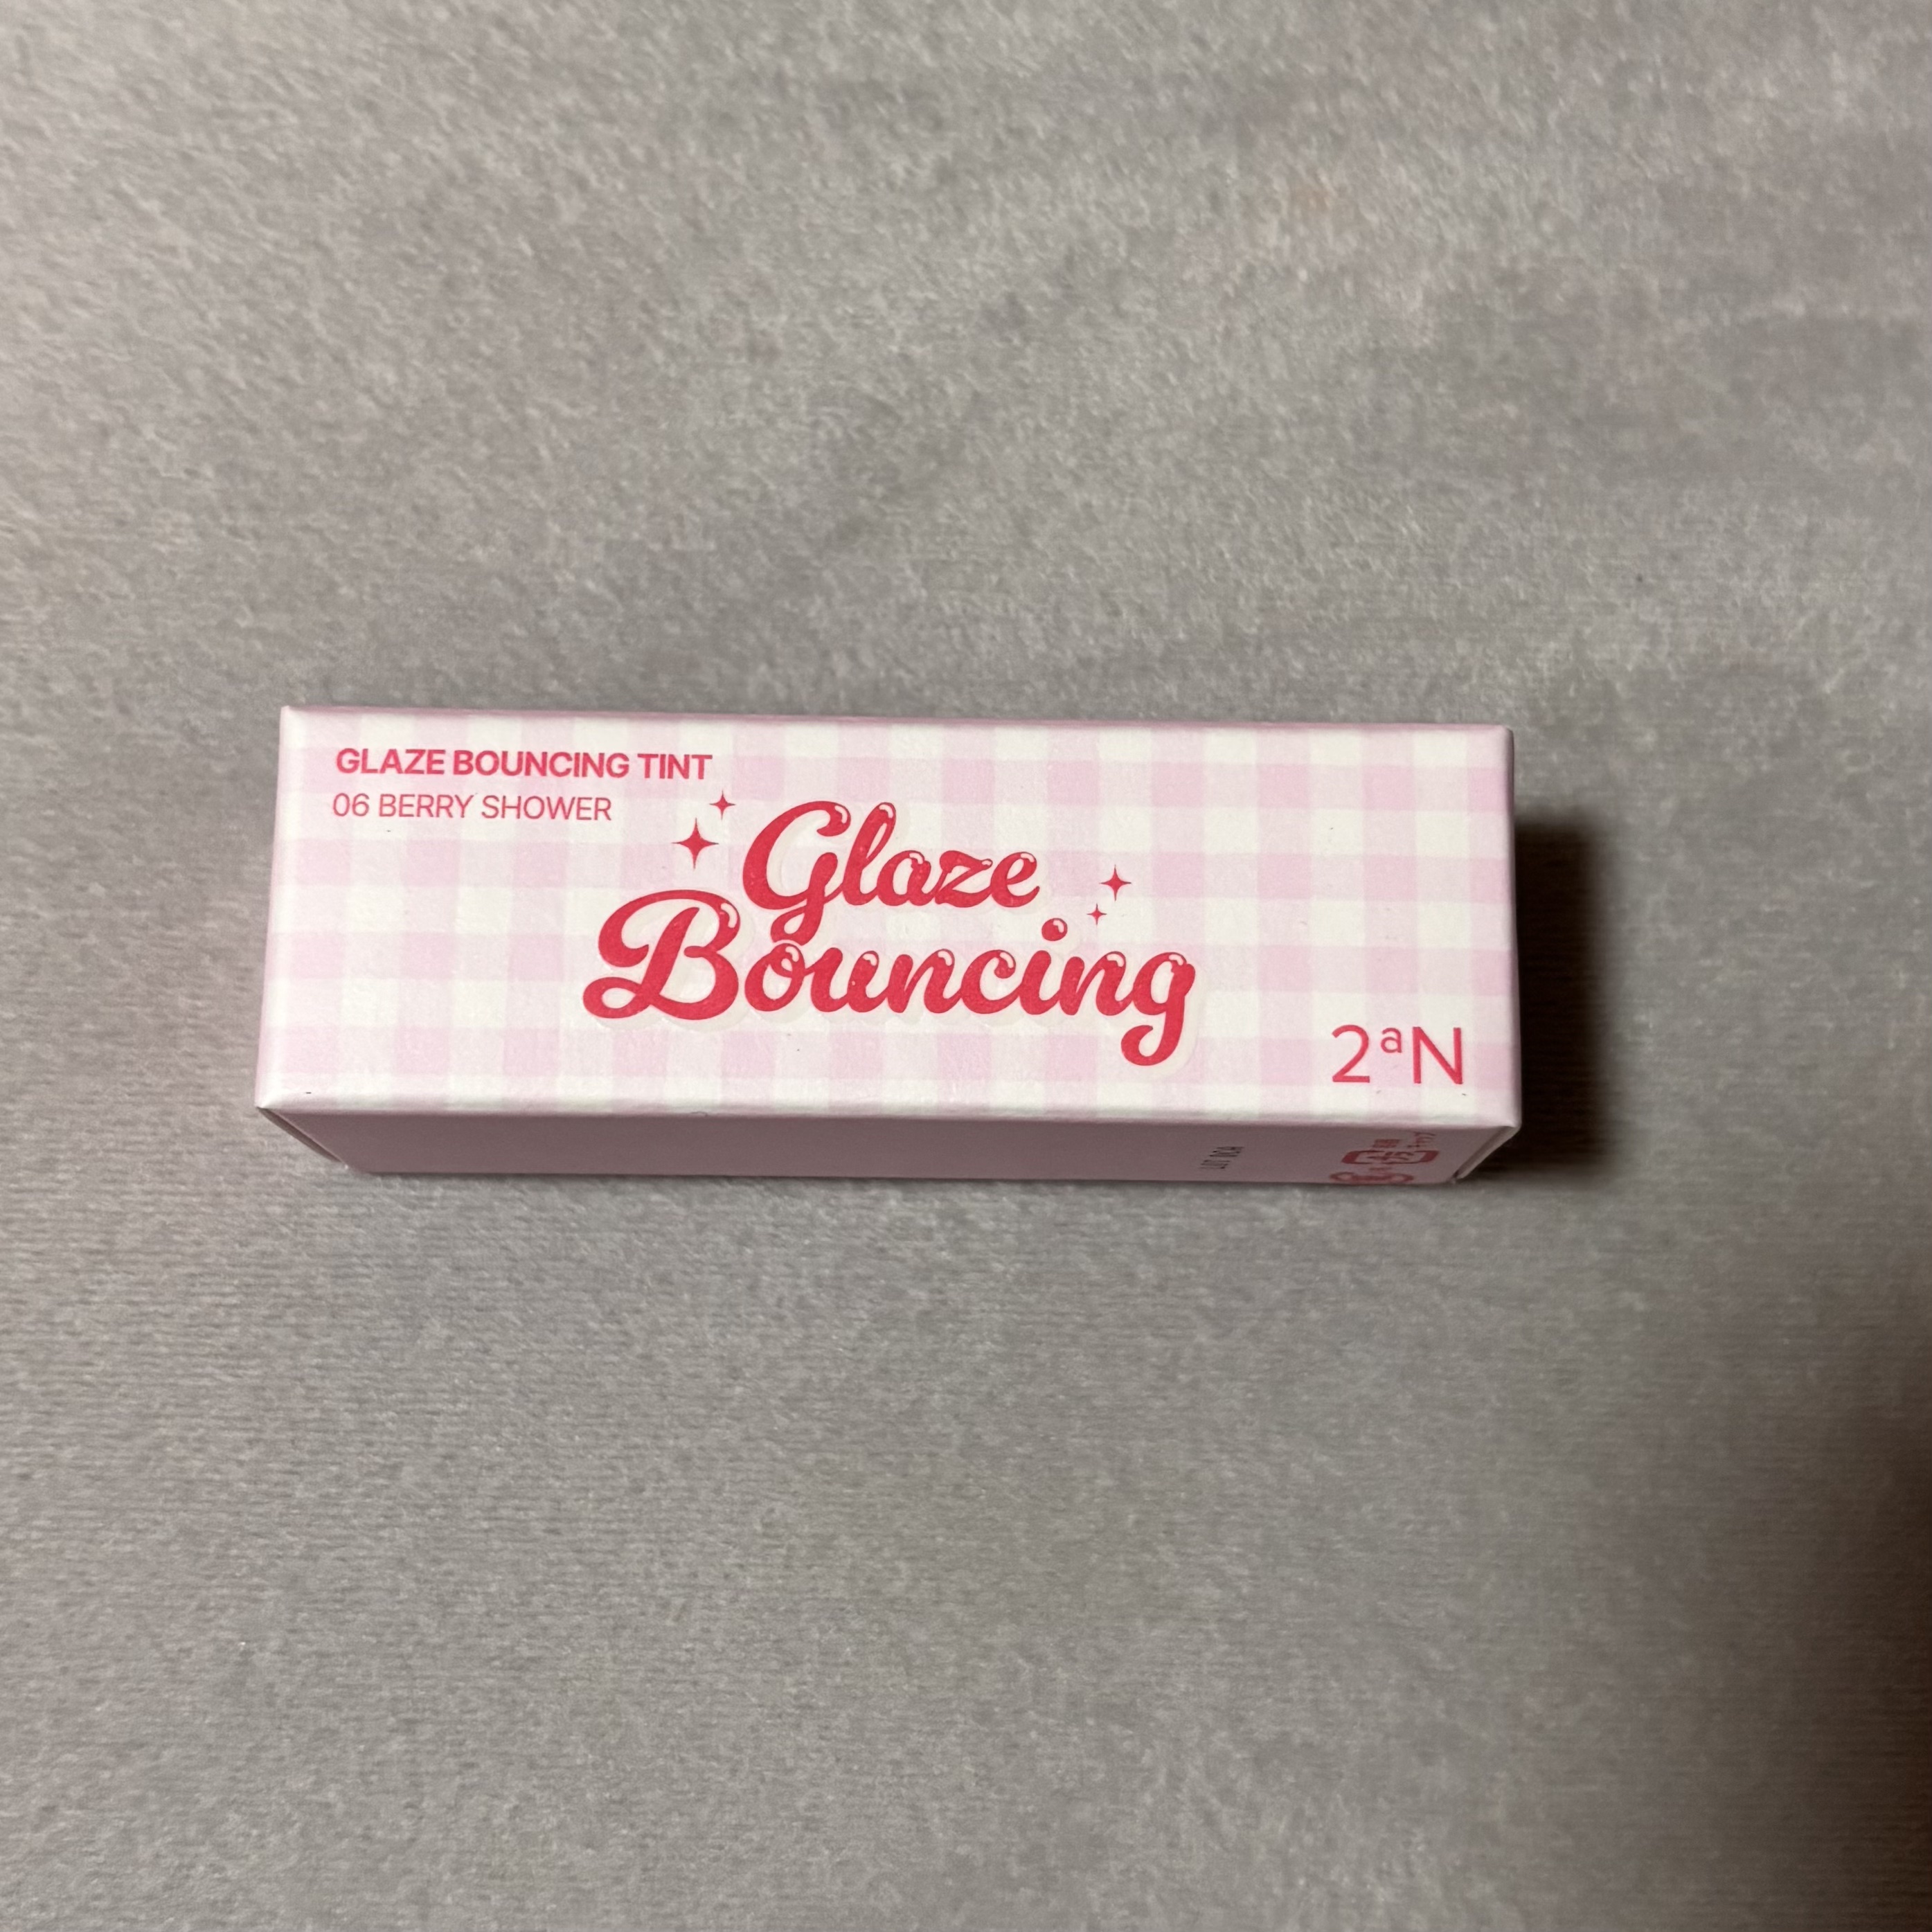 GLAZE BOUNCING TINT
06 BERRY SHOWER
Glaze
Bouncing
2aN